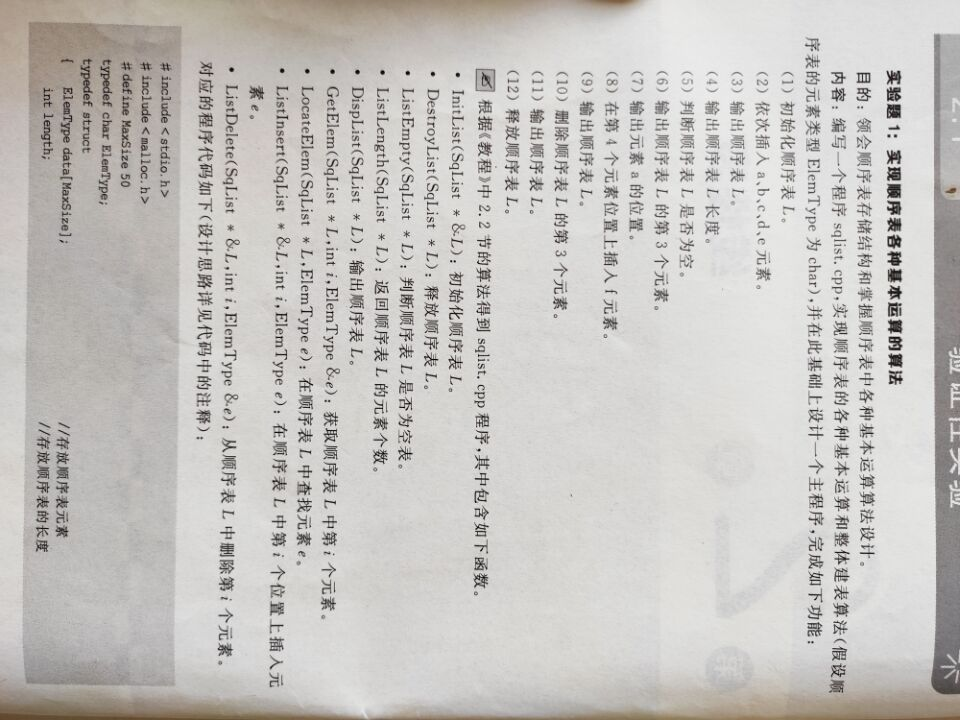 验证性实验
实验题 1：实现顺序表各种基本运算的算法
目的：领会顺序表存储结构和掌握顺序表中各种基本运算算法设计。
内容：编写一个程序 sqlist.cpp,实现顺序表的各种基本运算和整体建表算法(假设顺
序表的元素类型 ElemType 为 char),并在此基础上设计一个主程序,完成如下功能：
(1) 初始化顺序表 L。
(2) 依次插入 a、b、c、d、e 元素。
(3) 输出顺序表 L。
(4) 输出顺序表 L 长度。
(5) 判断顺序表 L 是否为空。
(6) 输出顺序表 L 的第 3 个元素。
(7) 输出元素 a 的位置。
(8) 在第 4 个元素位置上插入 f 元素。
(9) 输出顺序表 L。
(10) 删除顺序表 L 的第 3 个元素。
(11) 输出顺序表 L。
(12) 释放顺序表 L。
根据《教程》中 2.2 节的算法得到 sqlist.cpp 程序,其中包含如下函数。
• InitList(SqList * &L)：初始化顺序表 L。
• DestroyList(SqList * L)：释放顺序表 L。
• ListEmpty(SqList * L)：判断顺序表 L 是否为空表。
• ListLength(SqList * L)：返回顺序表 L 的元素个数。
• DispList(SqList * L)：输出顺序表 L。
• GetElem(SqList * L,int i,ElemType &e)：获取顺序表 L 中第 i 个元素。
• LocateElem(SqList * L,ElemType e)：在顺序表 L 中查找元素 e。
• ListInsert(SqList * &L,int i,ElemType e)：在顺序表 L 中第 i 个位置上插入元
素 e。
• ListDelete(SqList * &L,int i,ElemType &e)：从顺序表 L 中删除第 i 个元素。
对应的程序代码如下(设计思路详见代码中的注释)：
# include < stdio.h >
# include < malloc.h >
# define MaxSize 50
typedef char ElemType;
typedef struct
{ ElemType data[MaxSize]; //存放顺序表元素
int length; //存放顺序表的长度